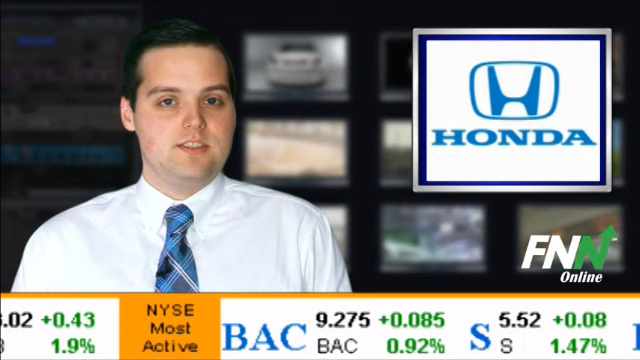 HONDA
FNN
Online
.02 +0.43
1.9%
NYSE
Most
Active
BAC 9.275 +0.085
BAC 0.92%
S 5.52 +0.08
S 1.47%